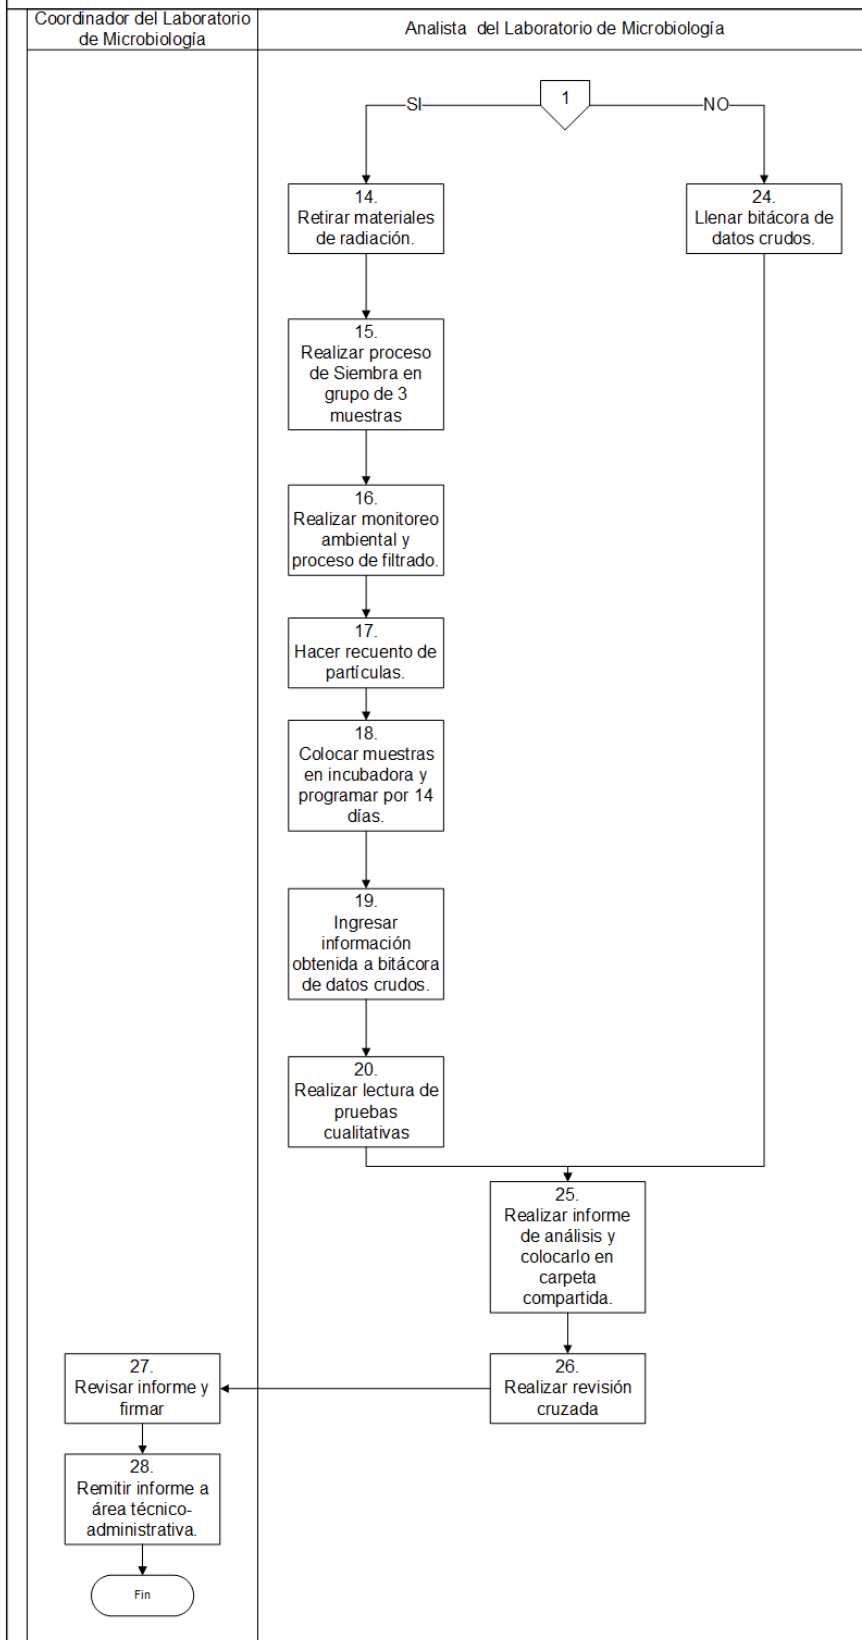 Coordinador del Laboratorio
de Microbiología
Analista del Laboratorio de Microbiología
1
SI
NO
14.
Retirar materiales
de radiación.
24.
Llenar bitácora de
datos crudos.
15.
Realizar proceso
de Siembra en
grupo de 3
muestras
16.
Realizar monitoreo
ambiental y
proceso de filtrado.
17.
Hacer recuento de
partículas.
18.
Colocar muestras
en incubadora y
programar por 14
días.
19.
Ingresar
información
obtenida a bitácora
de datos crudos.
20.
Realizar lectura de
pruebas
cualitativas
25.
Realizar informe
de análisis y
colocarlo en
carpeta
compartida.
26.
Realizar revisión
cruzada
27.
Revisar informe y
firmar
28.
Remitir informe a
área técnico-
administrativa.
Fin